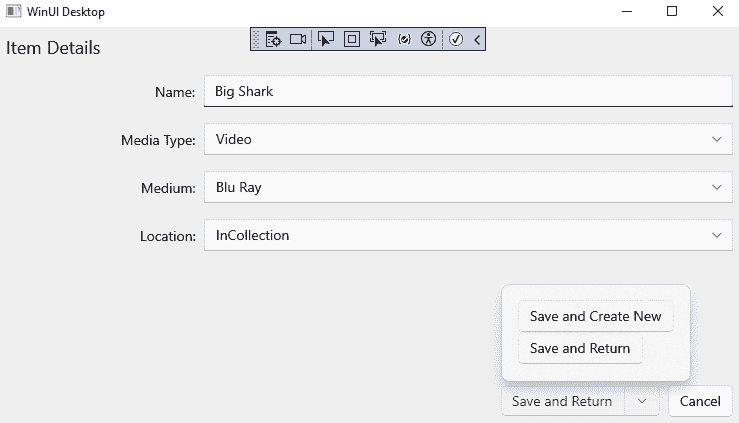 WinUI Desktop
Item Details
Name: Big Shark
Media Type: Video
Medium: Blu Ray
Location: InCollection
Save and Create New
Save and Return
Save and Return Cancel